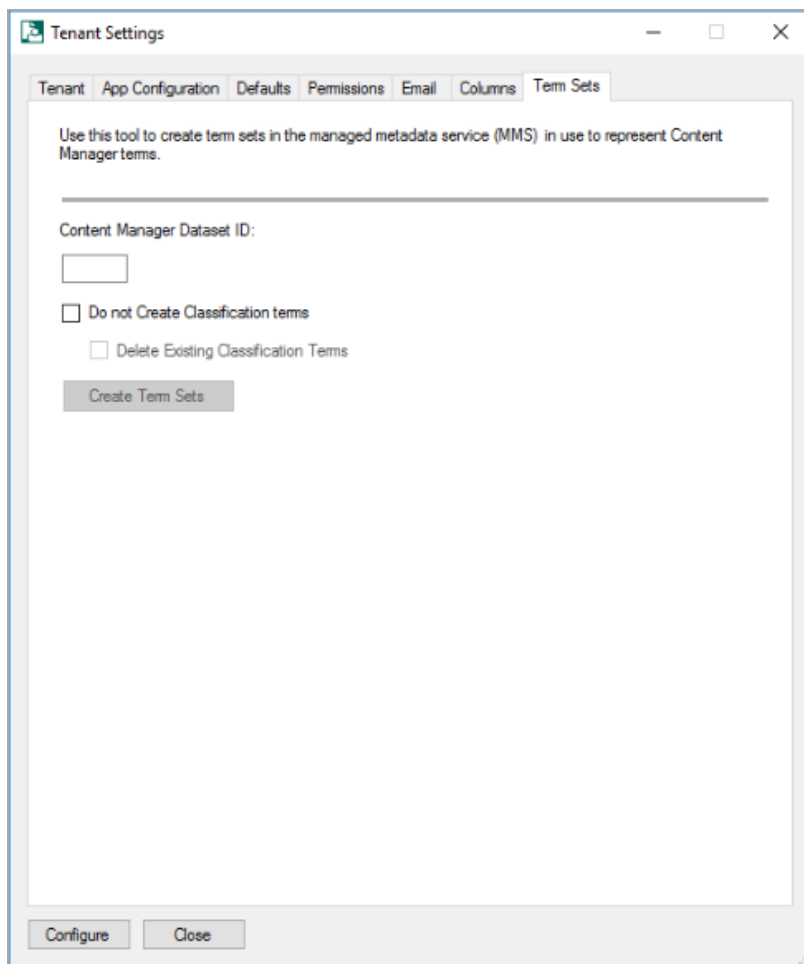 Tenant Settings
Tenant App Configuration Defaults Permissions Email Columns Term Sets
Use this tool to create term sets in the managed metadata service (MMS) in use to represent Content
Manager terms.
Content Manager Dataset ID:
Do not Create Classification terms
Delete Existing Classification Terms
Create Term Sets
Configure Close